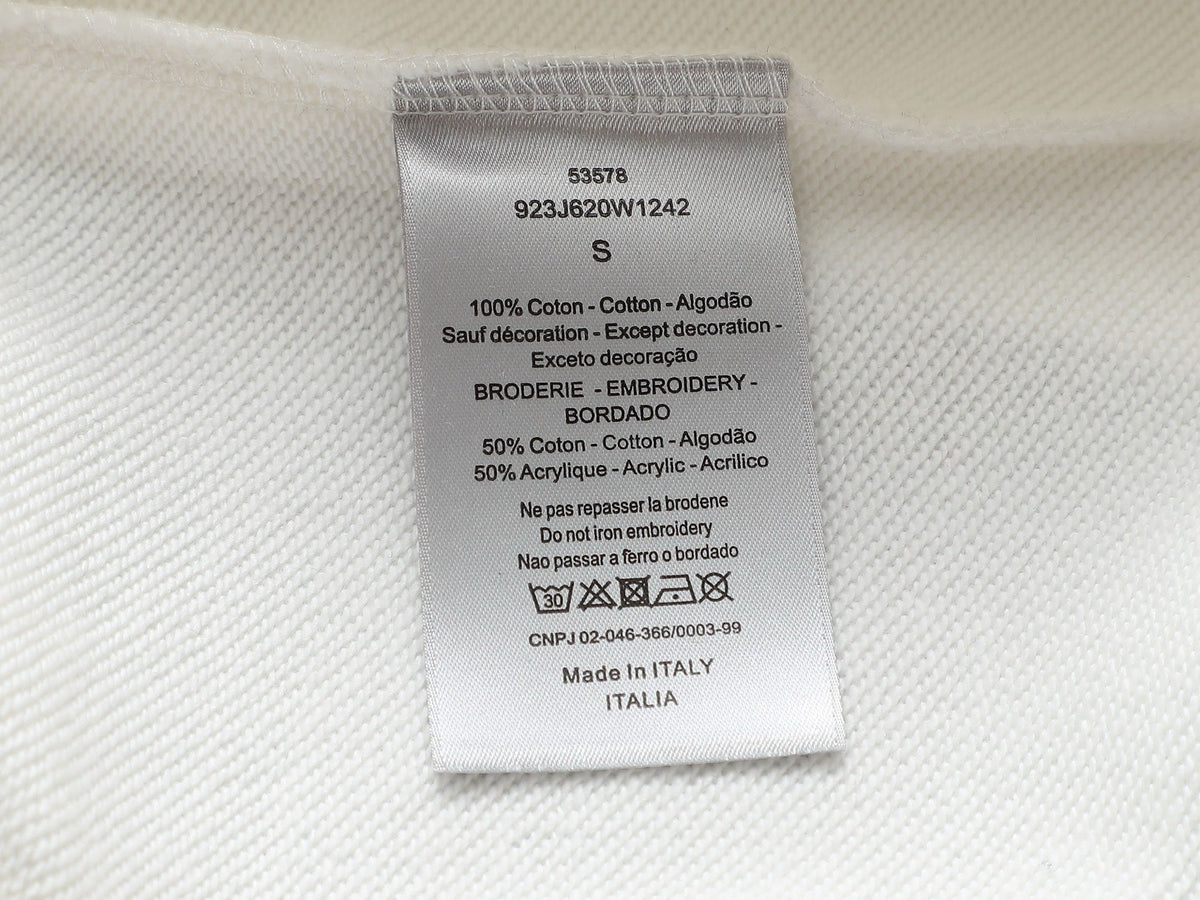 53578
923J620W1242
S
100% Coton - Cotton - Algodão
Sauf décoration - Except decoration -
Exceto decoração
BRODERIE - EMBROIDERY -
BORDADO
50% Coton - Cotton - Algodão
50% Acrylique - Acrylic - Acrilico
Ne pas repasser la brodene
Do not iron embroidery
Nao passar a ferro o bordado
30
CNPJ 02-046-366/0003-99
Made In ITALY
ITALIA